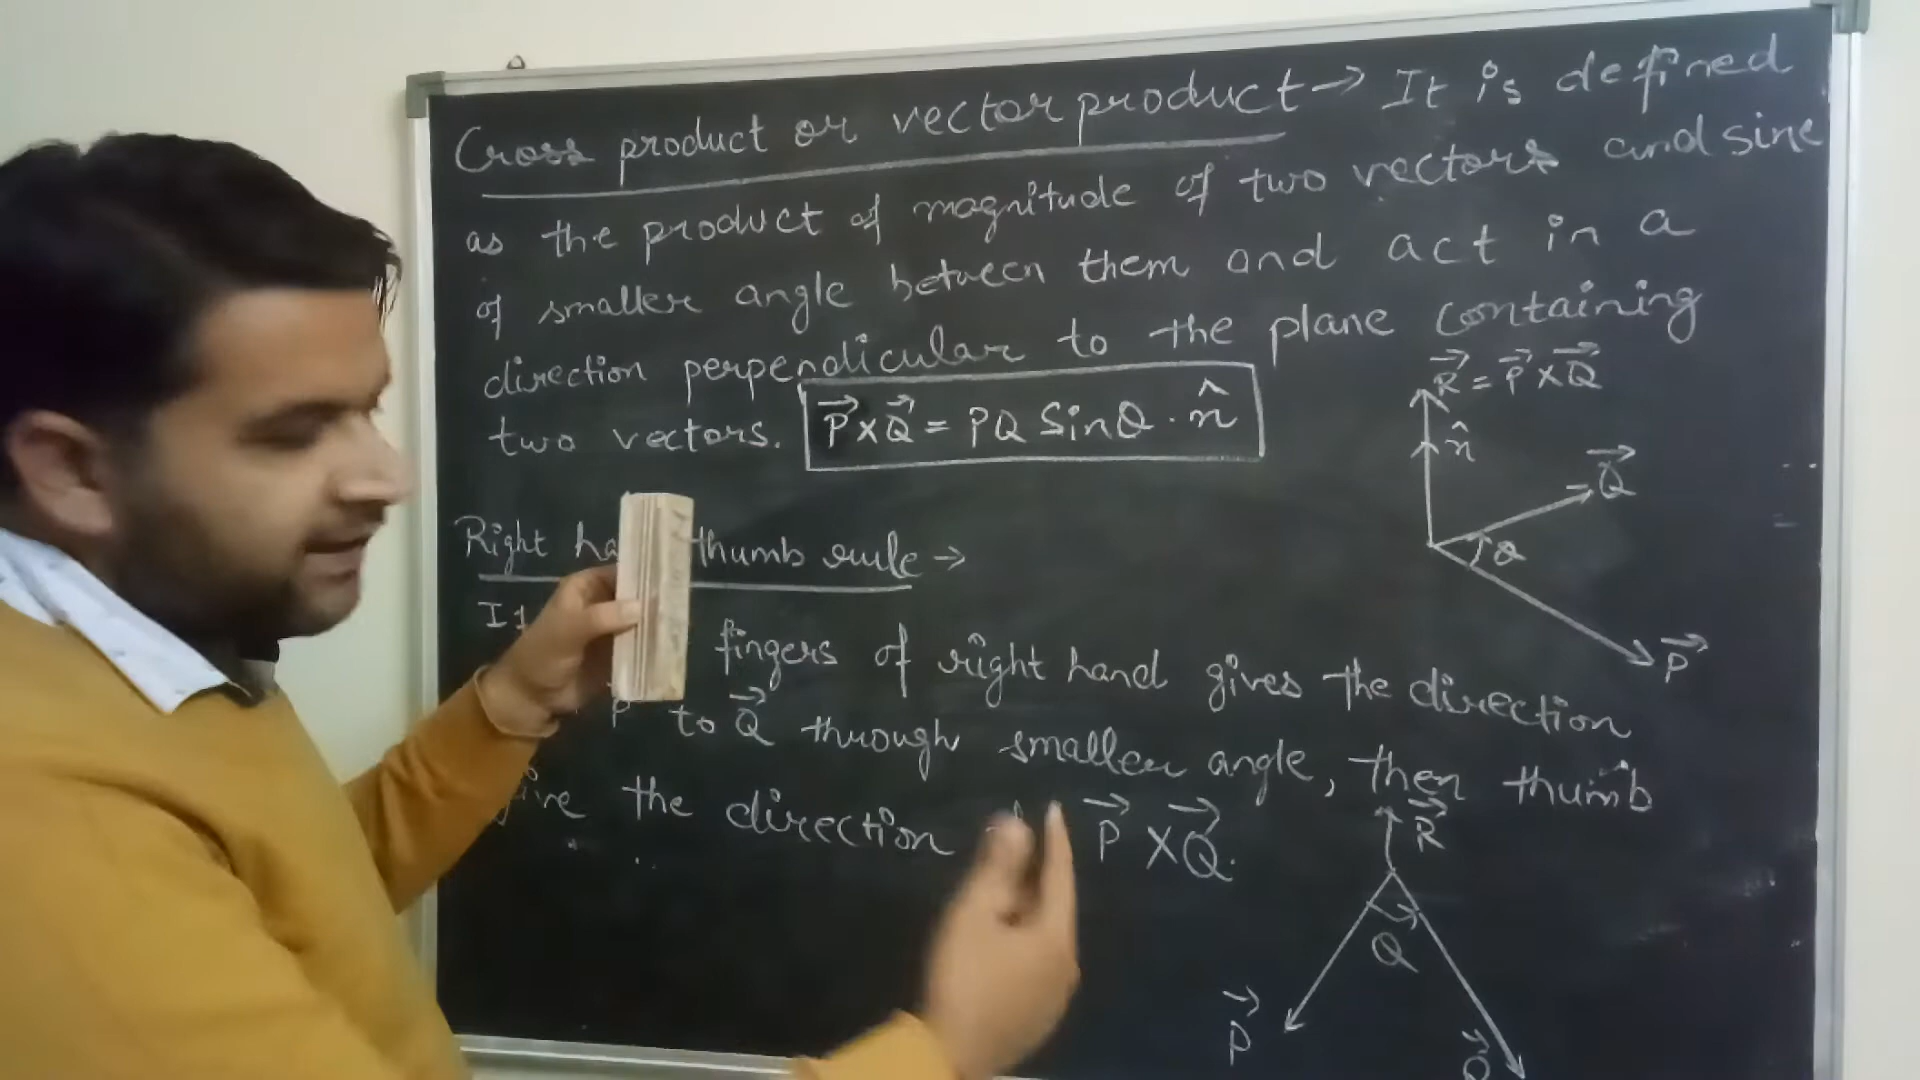 Cross product or vector product → It is defined
as the product of magnitude of two vectors and sine
of smaller angle between them and act in a
direction perpendicular to the plane containing
two vectors. P⃗ × Q⃗ = PQ Sinθ · n̂
R⃗ = P⃗ × Q⃗
n̂
Q⃗
θ
P⃗
Right thumb rule →
fingers of right hand gives the direction
P to Q⃗ through smaller angle, then thumb
give the direction P⃗ × Q⃗.
R⃗
θ
P⃗
Q⃗